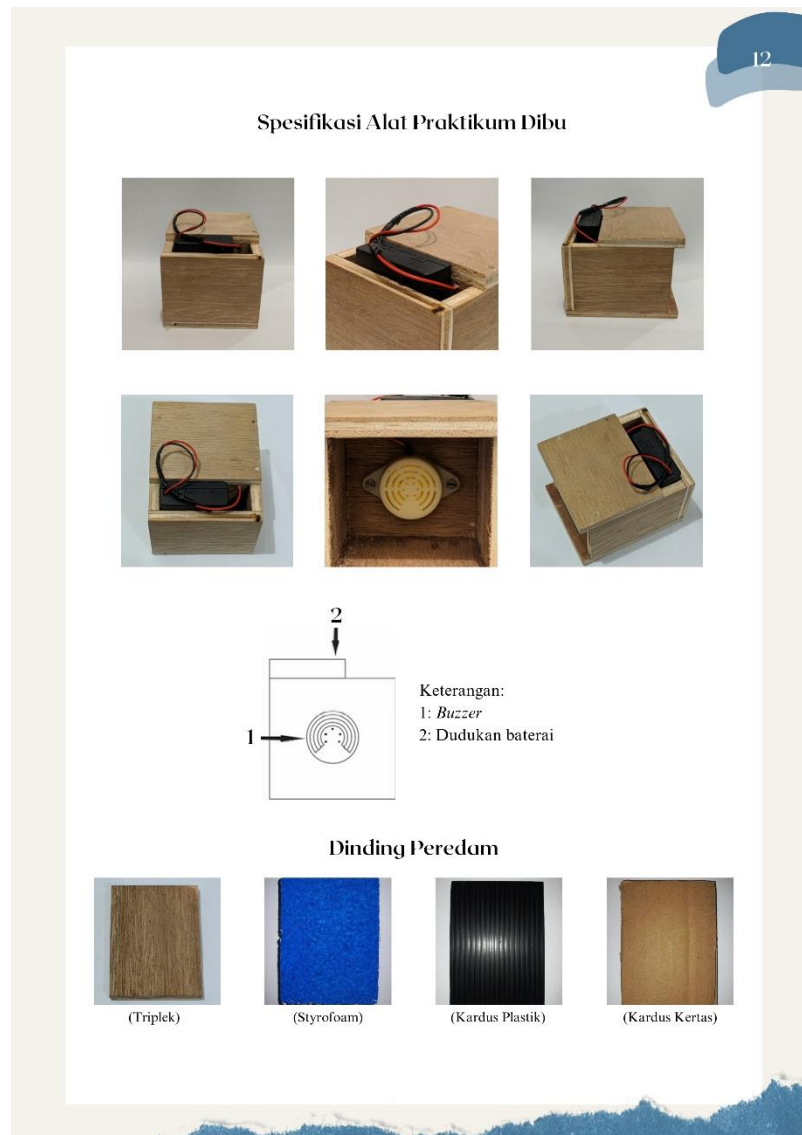 12
Spesifikasi Alat Praktikum Dibu
2
Keterangan:
1: Buzzer
1
2: Dudukan baterai
Dinding Peredam
(Triplek)
(Styrofoam)
(Kardus Plastik)
(Kardus Kertas)